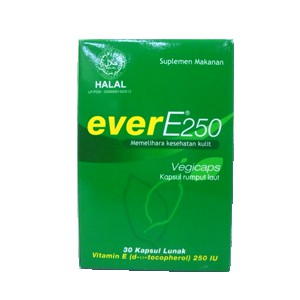 Suplemen Makanan
HALAL
everE250
Memelihara kesehatan kulit
Vegicaps
Kapsul rumput laut
30 Kapsul Lunak
Vitamin E (d-α-tocopherol) 250 IU